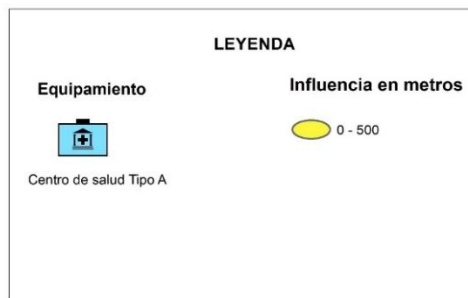 LEYENDA
Equipamiento
Influencia en metros
0 - 500
Centro de salud Tipo A